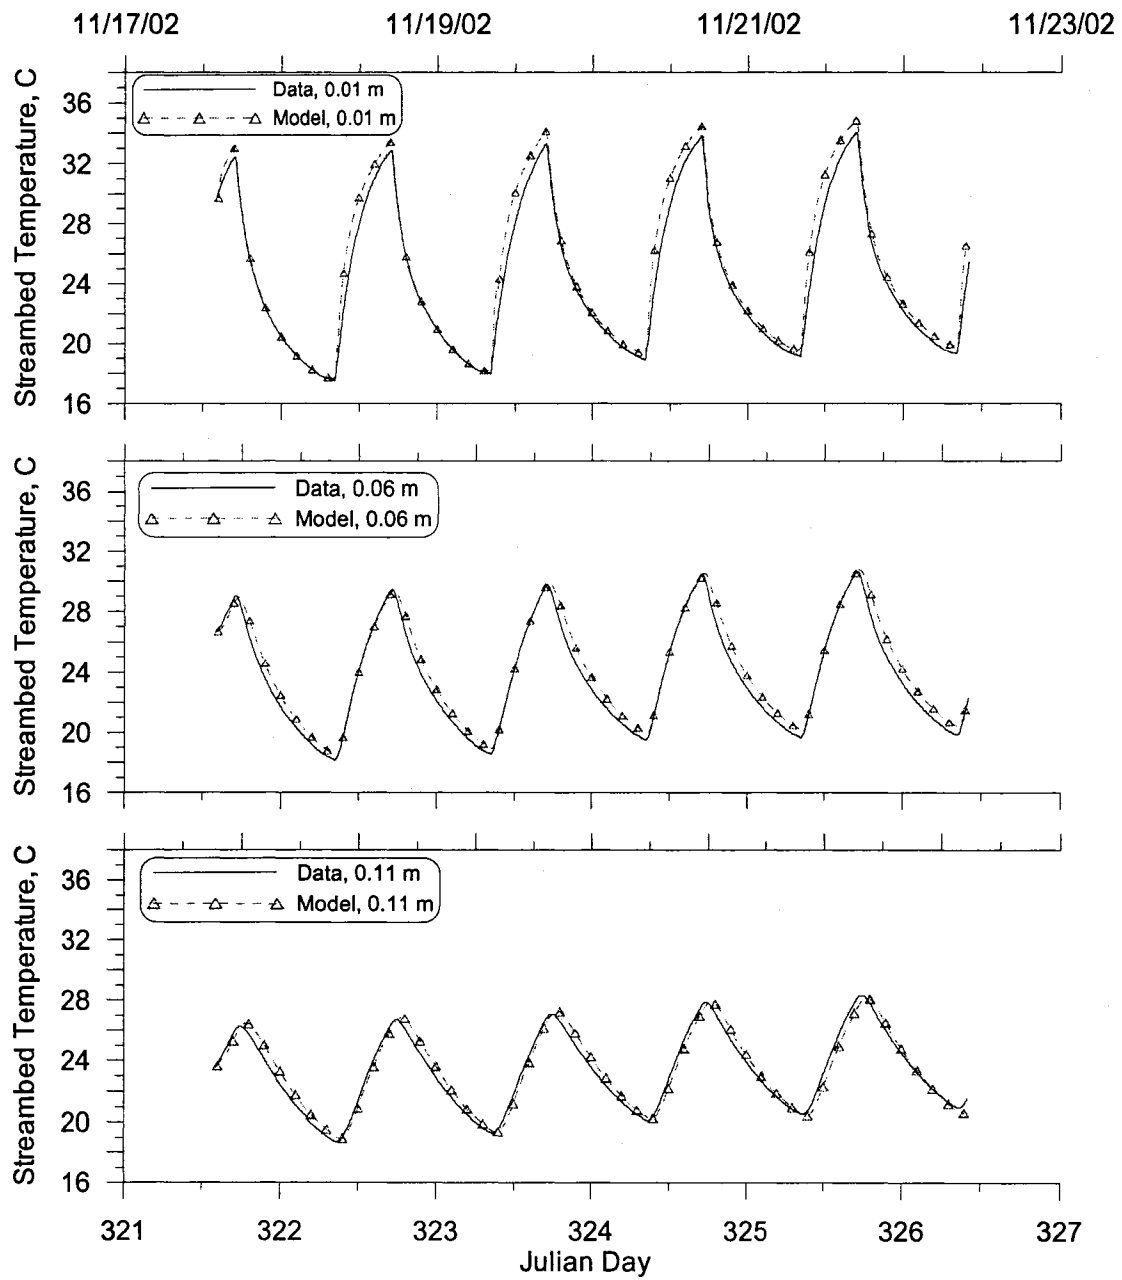 11/17/02 11/19/02 11/21/02 11/23/02
Streambed Temperature, C
36
32
28
24
20
16
Data, 0.01 m
Model, 0.01 m
Streambed Temperature, C
36
32
28
24
20
16
Data, 0.06 m
Model, 0.06 m
Streambed Temperature, C
36
32
28
24
20
16
Data, 0.11 m
Model, 0.11 m
321 322 323 324 325 326 327
Julian Day